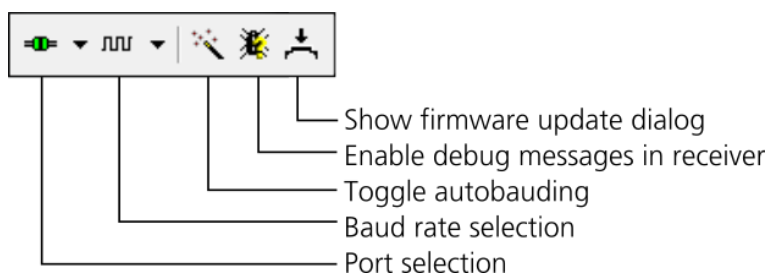 Show firmware update dialog
Enable debug messages in receiver
Toggle autobauding
Baud rate selection
Port selection